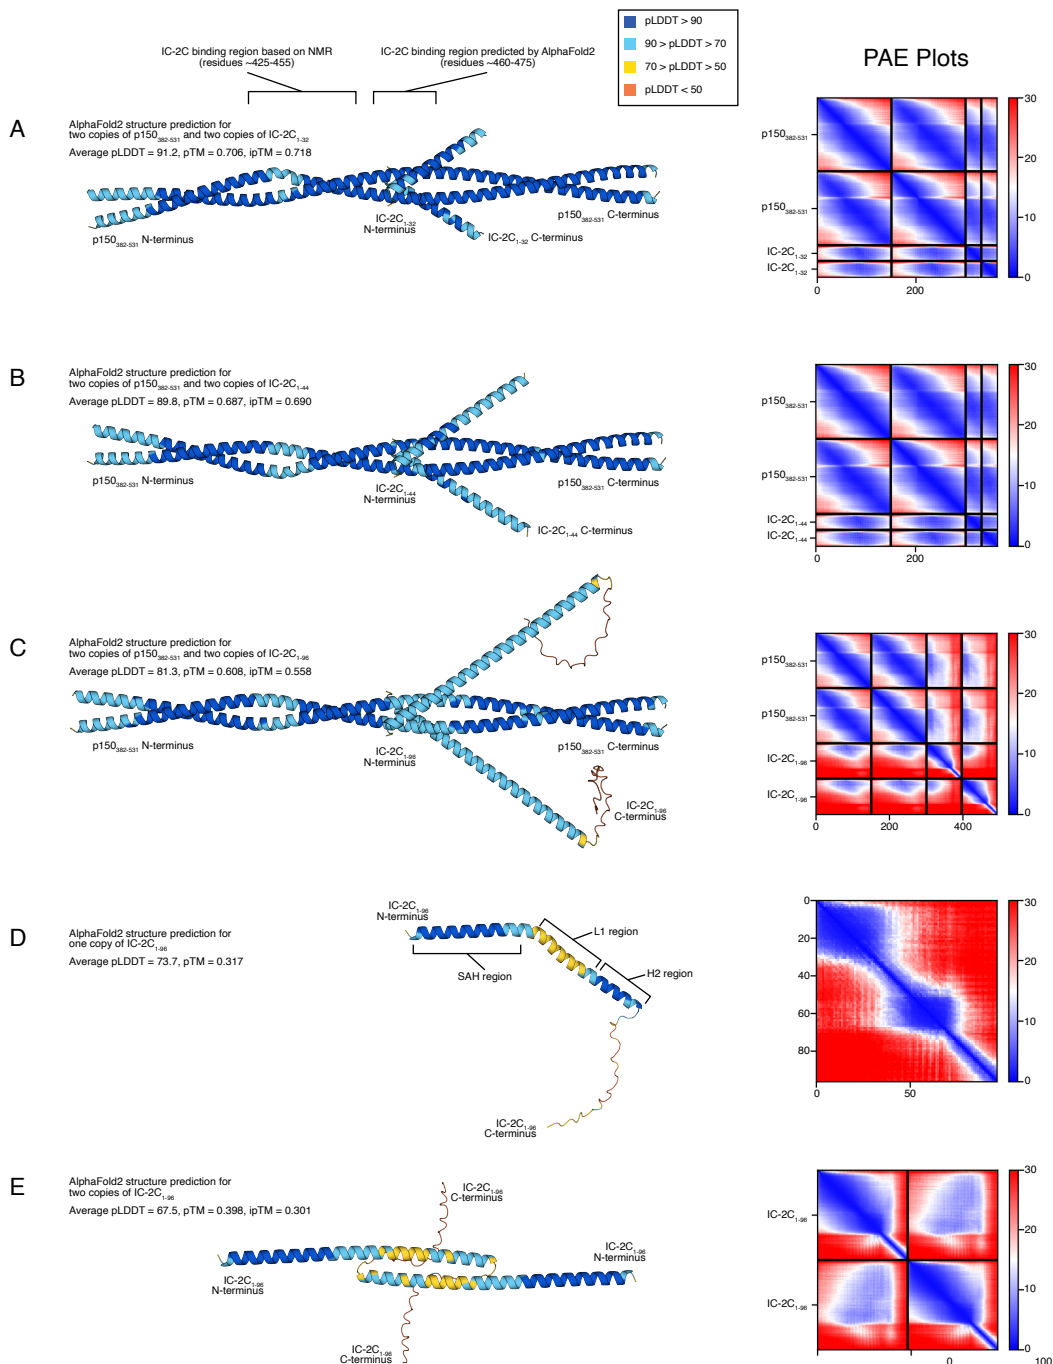 pLDDT > 90
90 > pLDDT > 70
70 > pLDDT > 50
pLDDT < 50
IC-2C binding region based on NMR
(residues ~425-455)
IC-2C binding region predicted by AlphaFold2
(residues ~460-475)
PAE Plots
A
AlphaFold2 structure prediction for
two copies of p150382-531 and two copies of IC-2C1-32
Average pLDDT = 91.2, pTM = 0.706, ipTM = 0.718
p150382-531 N-terminus
IC-2C1-32
N-terminus
IC-2C1-32 C-terminus
p150382-531
C-terminus
p150382-531
p150382-531
IC-2C1-32
IC-2C1-32
0
200
30
20
10
0
B
AlphaFold2 structure prediction for
two copies of p150382-531 and two copies of IC-2C1-44
Average pLDDT = 89.8, pTM = 0.687, ipTM = 0.690
p150382-531 N-terminus
IC-2C1-44
N-terminus
p150382-531 C-terminus
IC-2C1-44 C-terminus
p150382-531
p150382-531
IC-2C1-44
IC-2C1-44
0
200
30
20
10
0
C
AlphaFold2 structure prediction for
two copies of p150382-531 and two copies of IC-2C1-96
Average pLDDT = 81.3, pTM = 0.608, ipTM = 0.558
p150382-531 N-terminus
IC-2C1-96
N-terminus
p150382-531 C-terminus
IC-2C1-96
C-terminus
p150382-531
p150382-531
IC-2C1-96
IC-2C1-96
0
200
400
30
20
10
0
D
AlphaFold2 structure prediction for
one copy of IC-2C1-96
Average pLDDT = 73.7, pTM = 0.317
IC-2C1-96
N-terminus
L1 region
SAH region
H2 region
IC-2C1-96
C-terminus
0
20
40
60
80
0
50
30
20
10
0
E
AlphaFold2 structure prediction for
two copies of IC-2C1-96
Average pLDDT = 67.5, pTM = 0.398, ipTM = 0.301
IC-2C1-96
C-terminus
IC-2C1-96
N-terminus
IC-2C1-96
N-terminus
IC-2C1-96
C-terminus
IC-2C1-96
IC-2C1-96
30
20
10
0
0
100